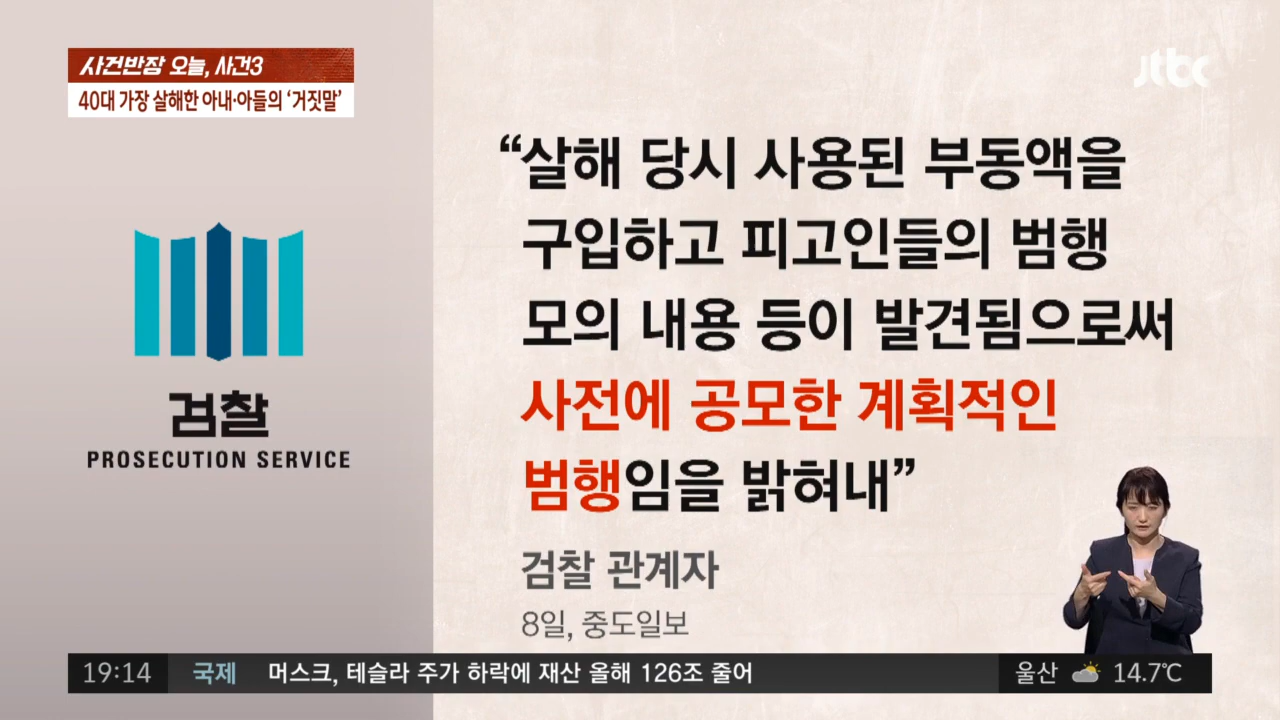 사건반장 오늘, 사건3
40대 가장 살해한 아내·아들의 ‘거짓말’
jtbc
“살해 당시 사용된 부동액을
구입하고 피고인들의 범행
모의 내용 등이 발견됨으로써
사전에 공모한 계획적인
범행임을 밝혀내”
검찰 관계자
8일, 중도일보
검찰
PROSECUTION SERVICE
19:14 국제 머스크, 테슬라 주가 하락에 재산 올해 126조 줄어 울산 14.7℃